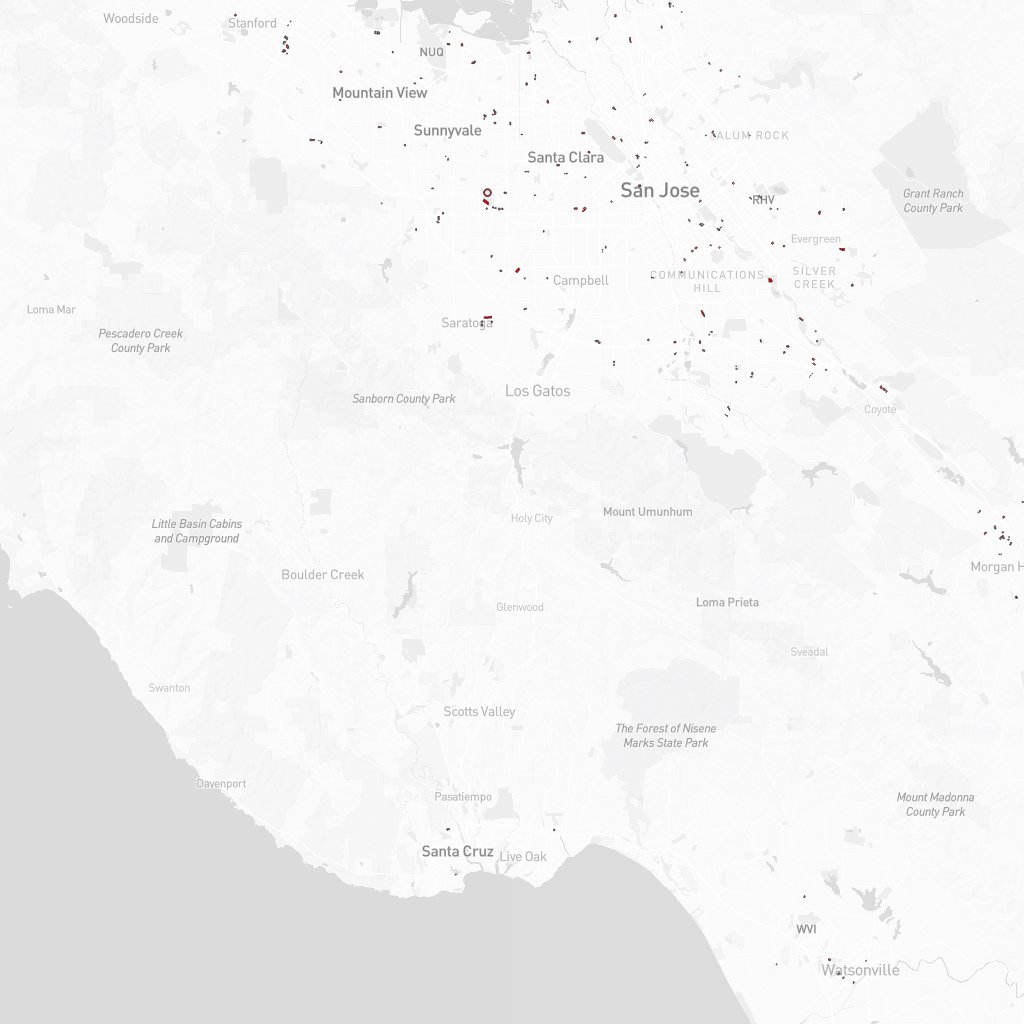 Woodside
Stanford
NUQ
Mountain View
Sunnyvale
ALUM ROCK
Santa Clara
San Jose
RHV
Grant Ranch
County Park
Evergreen
COMMUNICATIONS
HILL
SILVER
CREEK
Campbell
Loma Mar
Saratoga
Pescadero Creek
County Park
Los Gatos
Sanborn County Park
Coyote
Little Basin Cabins
and Campground
Holy City
Mount Umunhum
Boulder Creek
Morgan H
Glenwood
Loma Prieta
Sveadal
Swanton
Scotts Valley
The Forest of Nisene
Marks State Park
Davenport
Pasatiempo
Mount Madonna
County Park
Santa Cruz
Live Oak
WVI
Watsonville